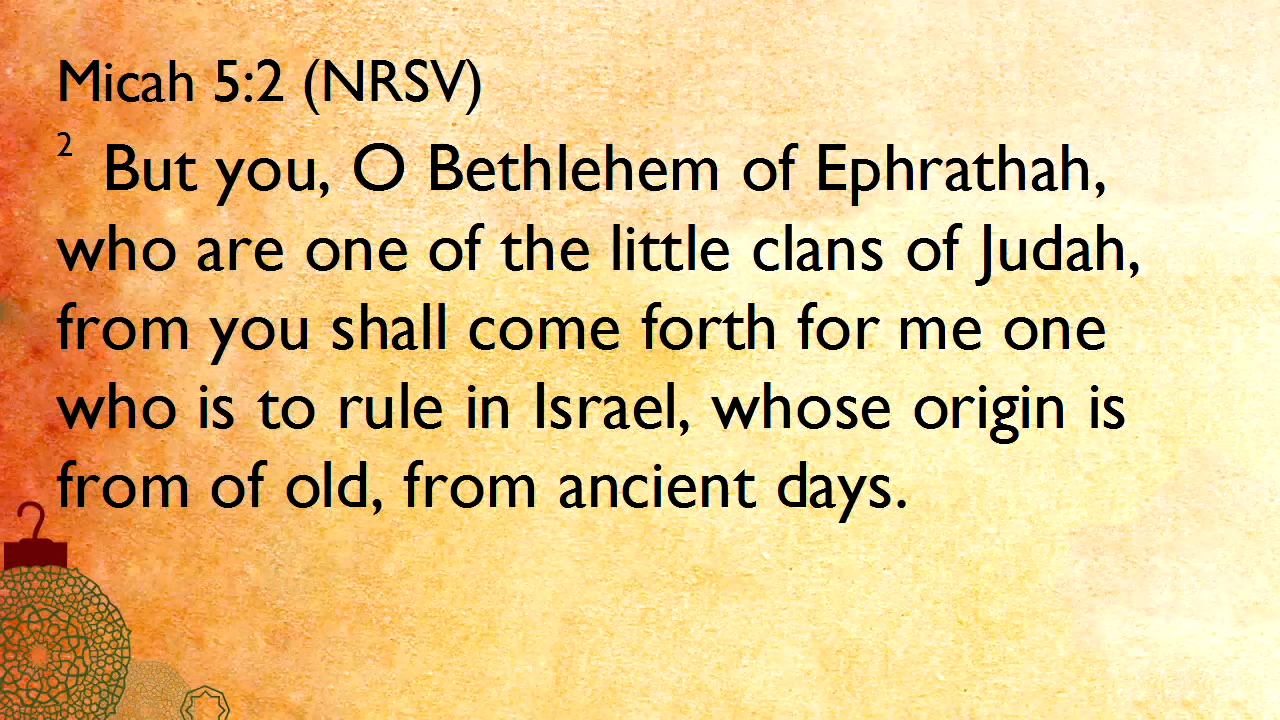 Micah 5:2 (NRSV)
2 But you, O Bethlehem of Ephrathah,
who are one of the little clans of Judah,
from you shall come forth for me one
who is to rule in Israel, whose origin is
from of old, from ancient days.